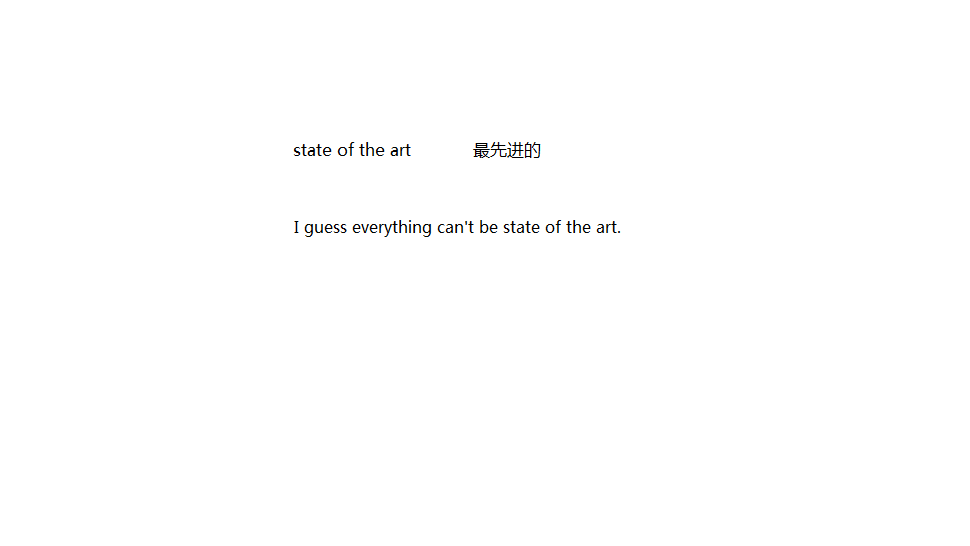 state of the art 最先进的
I guess everything can't be state of the art.